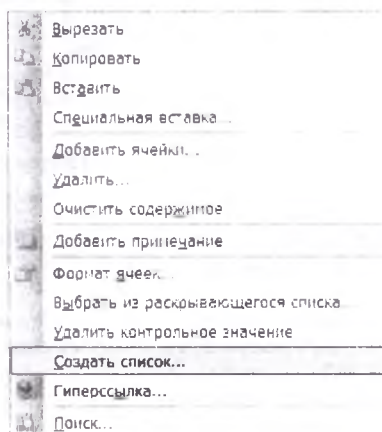 Вырезать
Копировать
Вставить
Специальная вставка...
Добавить ячейки...
Удалить...
Очистить содержимое
Добавить примечание
Формат ячеек...
Выбрать из раскрывающегося списка...
Удалить контрольное значение
Создать список...
Гиперссылка...
Поиск...